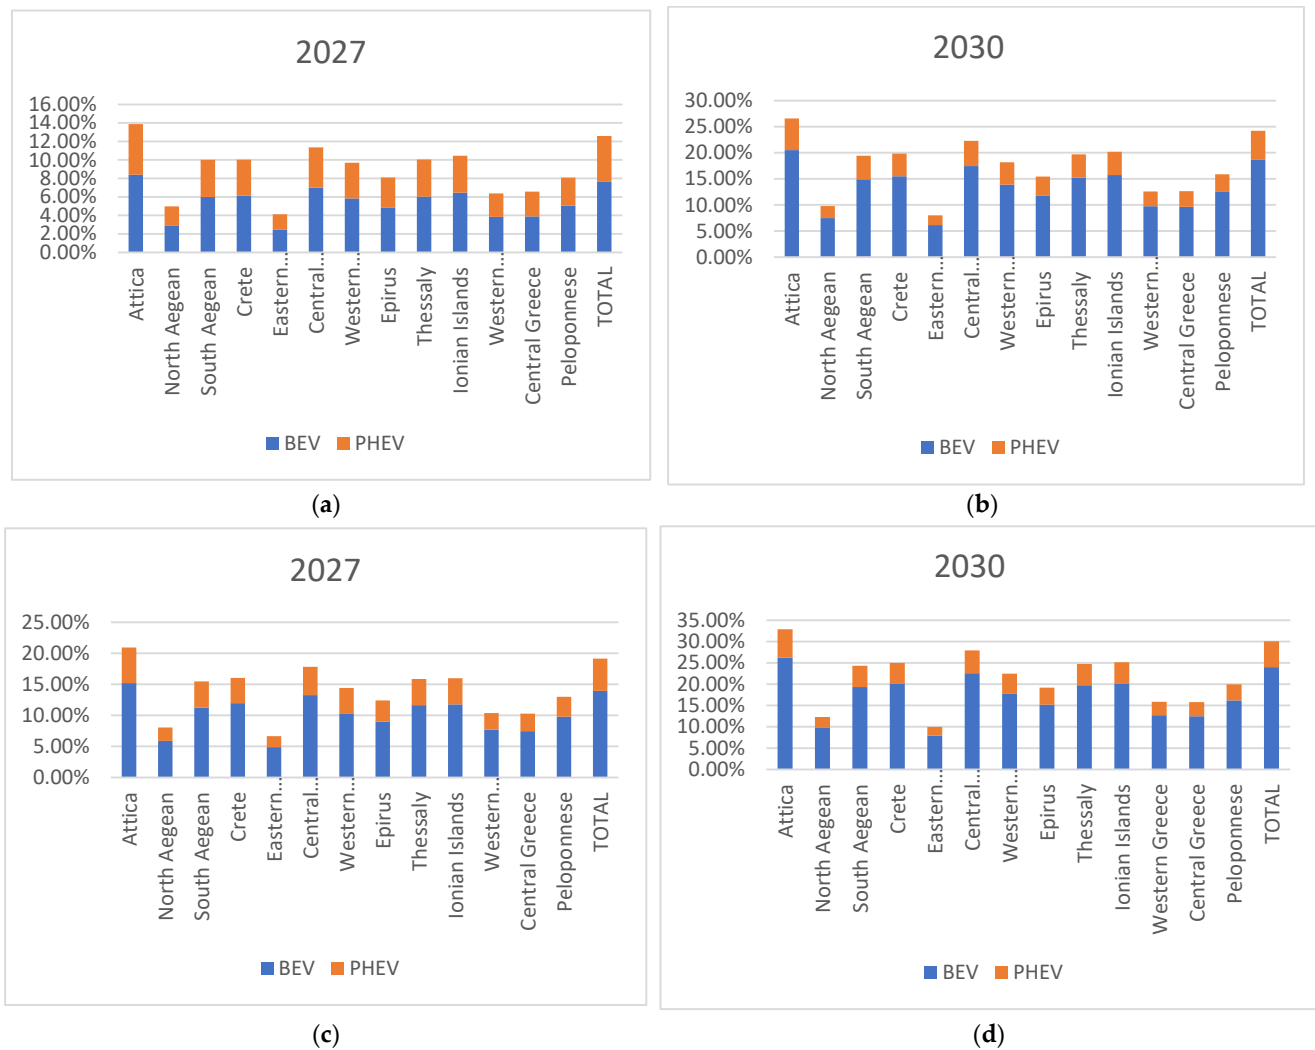 2027
16.00%
14.00%
12.00%
10.00%
8.00%
6.00%
4.00%
2.00%
0.00%
Attica
North Aegean
South Aegean
Crete
Eastern…
Central…
Western…
Epirus
Thessaly
Ionian Islands
Western…
Central Greece
Peloponnese
TOTAL
BEV PHEV
(a)
2030
30.00%
25.00%
20.00%
15.00%
10.00%
5.00%
0.00%
Attica
North Aegean
South Aegean
Crete
Eastern…
Central…
Western…
Epirus
Thessaly
Ionian Islands
Western…
Central Greece
Peloponnese
TOTAL
BEV PHEV
(b)
2027
25.00%
20.00%
15.00%
10.00%
5.00%
0.00%
Attica
North Aegean
South Aegean
Crete
Eastern…
Central…
Western…
Epirus
Thessaly
Ionian Islands
Western…
Central Greece
Peloponnese
TOTAL
BEV PHEV
(c)
2030
35.00%
30.00%
25.00%
20.00%
15.00%
10.00%
5.00%
0.00%
Attica
North Aegean
South Aegean
Crete
Eastern…
Central…
Western…
Epirus
Thessaly
Ionian Islands
Western Greece
Central Greece
Peloponnese
TOTAL
BEV PHEV
(d)